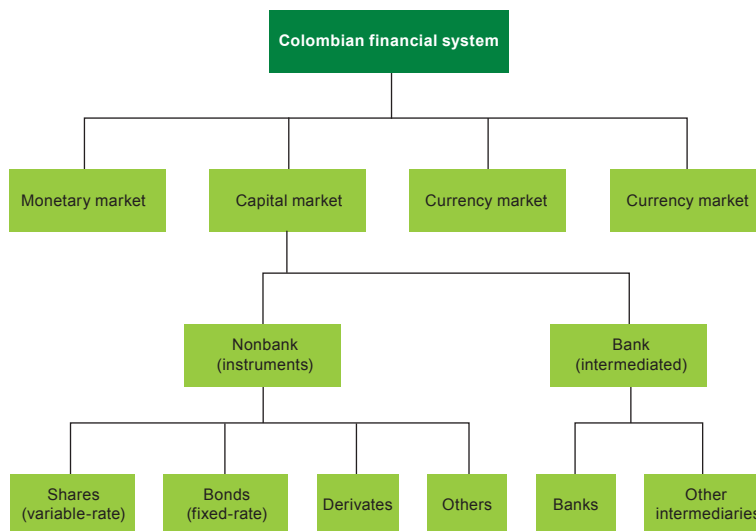 Colombian financial system
Monetary market
Capital market
Currency market
Currency market
Nonbank
(instruments)
Bank
(intermediated)
Shares
(variable-rate)
Bonds
(fixed-rate)
Derivates
Others
Banks
Other
intermediaries